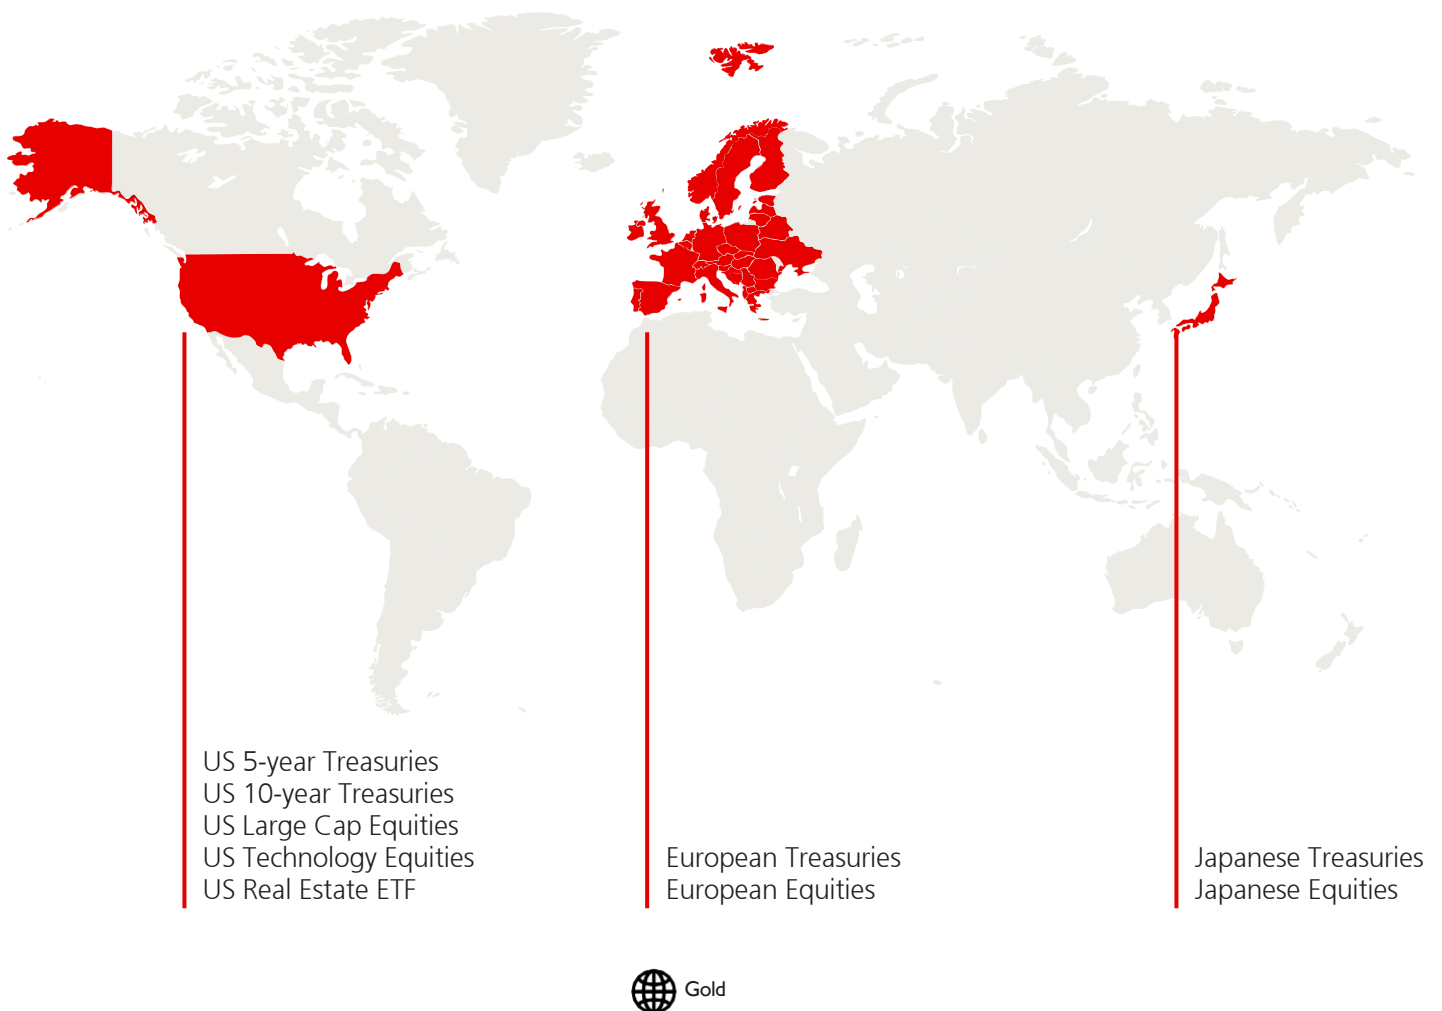 US 5-year Treasuries
US 10-year Treasuries
US Large Cap Equities
US Technology Equities
US Real Estate ETF
European Treasuries
European Equities
Japanese Treasuries
Japanese Equities
Gold